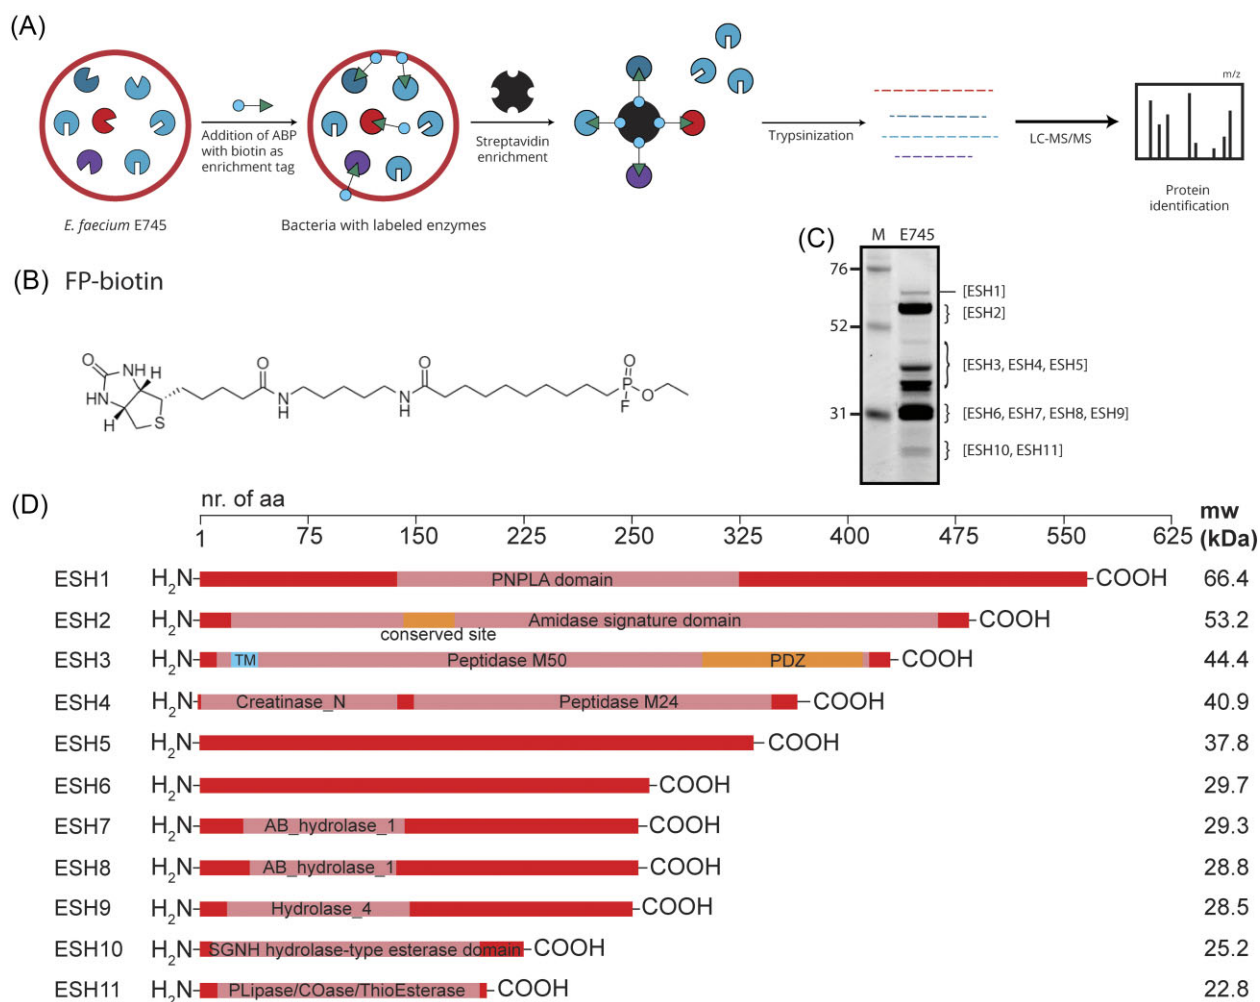 (A)
Addition of ABP
with biotin as
enrichment tag
Streptavidin
enrichment
Trypsinization
LC-MS/MS
m/z
E. faecium E745
Bacteria with labeled enzymes
Protein
identification
(B) FP-biotin
O
NH
H
HN
H
S
O
N
H
H
N
O
O
P
F
O
(C)
M E745
76
52
31
[ESH1]
[ESH2]
[ESH3, ESH4, ESH5]
[ESH6, ESH7, ESH8, ESH9]
[ESH10, ESH11]
(D)
nr. of aa
1 75 150 225 250 325 400 475 550 625
mw
(kDa)
ESH1 H2N PNPLA domain COOH 66.4
ESH2 H2N Amidase signature domain COOH 53.2
conserved site
ESH3 H2N TM Peptidase M50 PDZ COOH 44.4
ESH4 H2N Creatinase_N Peptidase M24 COOH 40.9
ESH5 H2N COOH 37.8
ESH6 H2N COOH 29.7
ESH7 H2N AB_hydrolase_1 COOH 29.3
ESH8 H2N AB_hydrolase_1 COOH 28.8
ESH9 H2N Hydrolase_4 COOH 28.5
ESH10 H2N SGNH hydrolase-type esterase domain COOH 25.2
ESH11 H2N PLipase/COase/ThioEsterase COOH 22.8